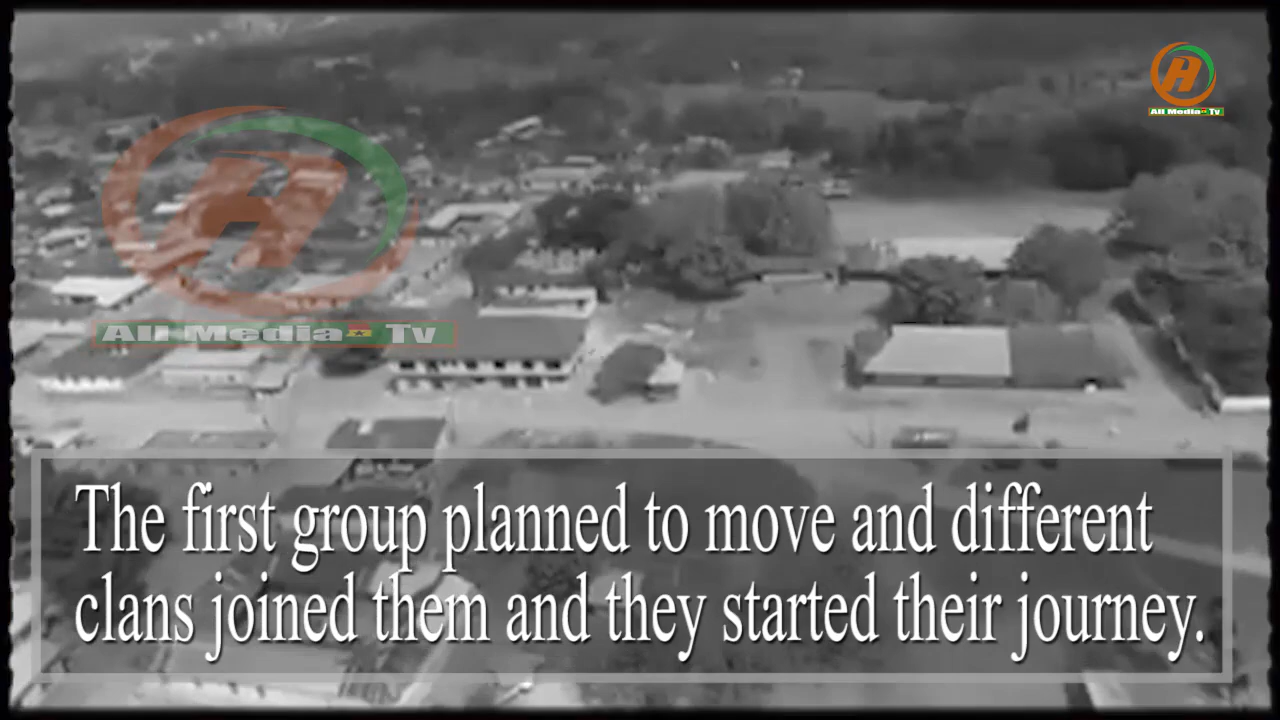 H
All Media Tv
H
All Media Tv
The first group planned to move and different
clans joined them and they started their journey.